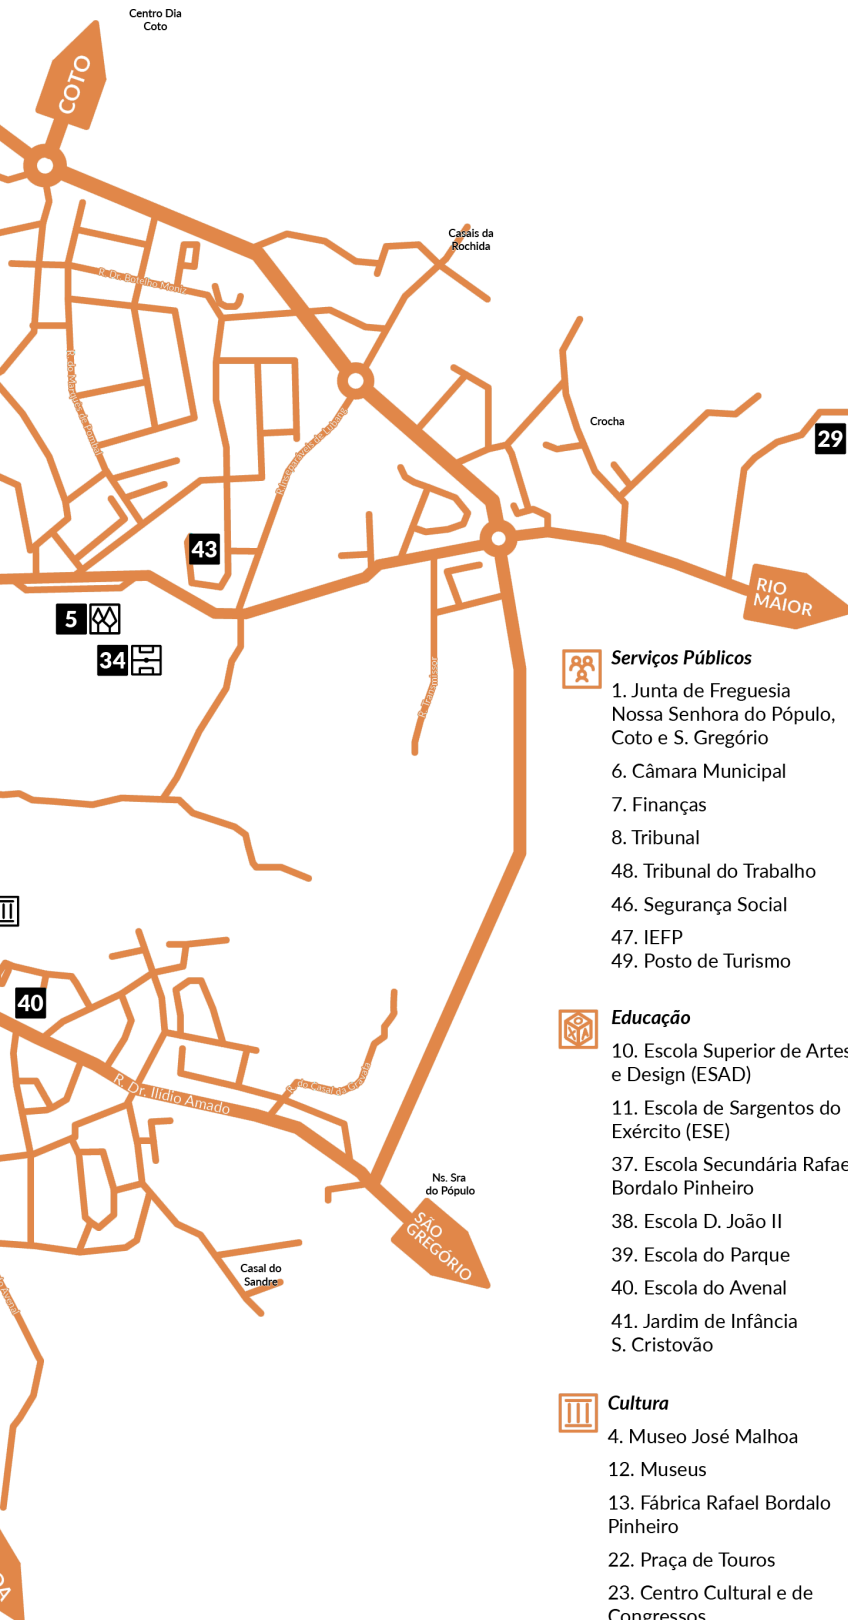 Centro Dia
Coto
COTO
Casais da
Rochida
R. Dr. Botelho Moniz
R. do Marquês de Pombal
Crocha
29
43
RIO
MAIOR
5
34
R. Transmissor
Serviços Públicos
1. Junta de Freguesia
Nossa Senhora do Pópulo,
Coto e S. Gregório
6. Câmara Municipal
7. Finanças
8. Tribunal
48. Tribunal do Trabalho
46. Segurança Social
47. IEFP
49. Posto de Turismo
40
R. Dr. Ilídio Amado
Ns. Sra
do Pópulo
SÃO
GREGÓRIO
Casal do
Sandre
Educação
10. Escola Superior de Artes
e Design (ESAD)
11. Escola de Sargentos do
Exército (ESE)
37. Escola Secundária Rafae
Bordalo Pinheiro
38. Escola D. João II
39. Escola do Parque
40. Escola do Avenal
41. Jardim de Infância
S. Cristovão
Cultura
4. Museo José Malhoa
12. Museus
13. Fábrica Rafael Bordalo
Pinheiro
22. Praça de Touros
23. Centro Cultural e de
Congressos